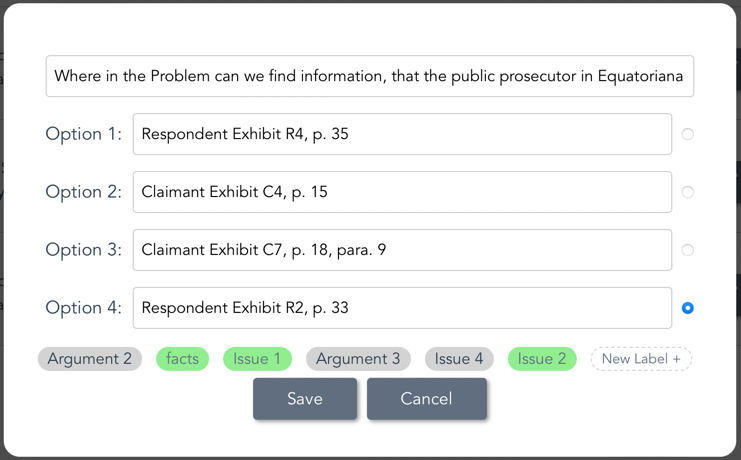 Where in the Problem can we find information, that the public prosecutor in Equatoriana
Option 1: Respondent Exhibit R4, p. 35
Option 2: Claimant Exhibit C4, p. 15
Option 3: Claimant Exhibit C7, p. 18, para. 9
Option 4: Respondent Exhibit R2, p. 33
Argument 2 facts Issue 1 Argument 3 Issue 4 Issue 2 New Label +
Save Cancel